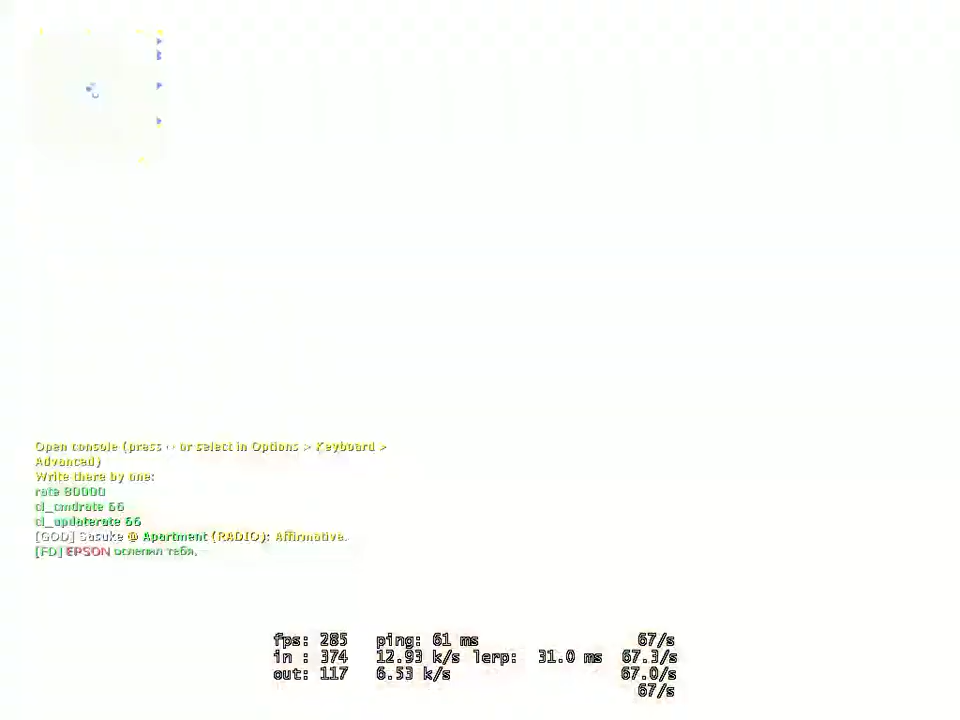 Open console (press or select in Options > Keyboard >
Advanced)
Write there by one:
rate 80000
cl_cmdrate 66
cl_updaterate 66
[GOD] Sasuke @ Apartment (RADIO): Affirmative.
[FD] EPSON ослепил тебя.
fps: 285 ping: 61 ms 67/s
in : 374 12.93 k/s lerp: 31.0 ms 67.3/s
out: 117 6.53 k/s 67.0/s
67/s